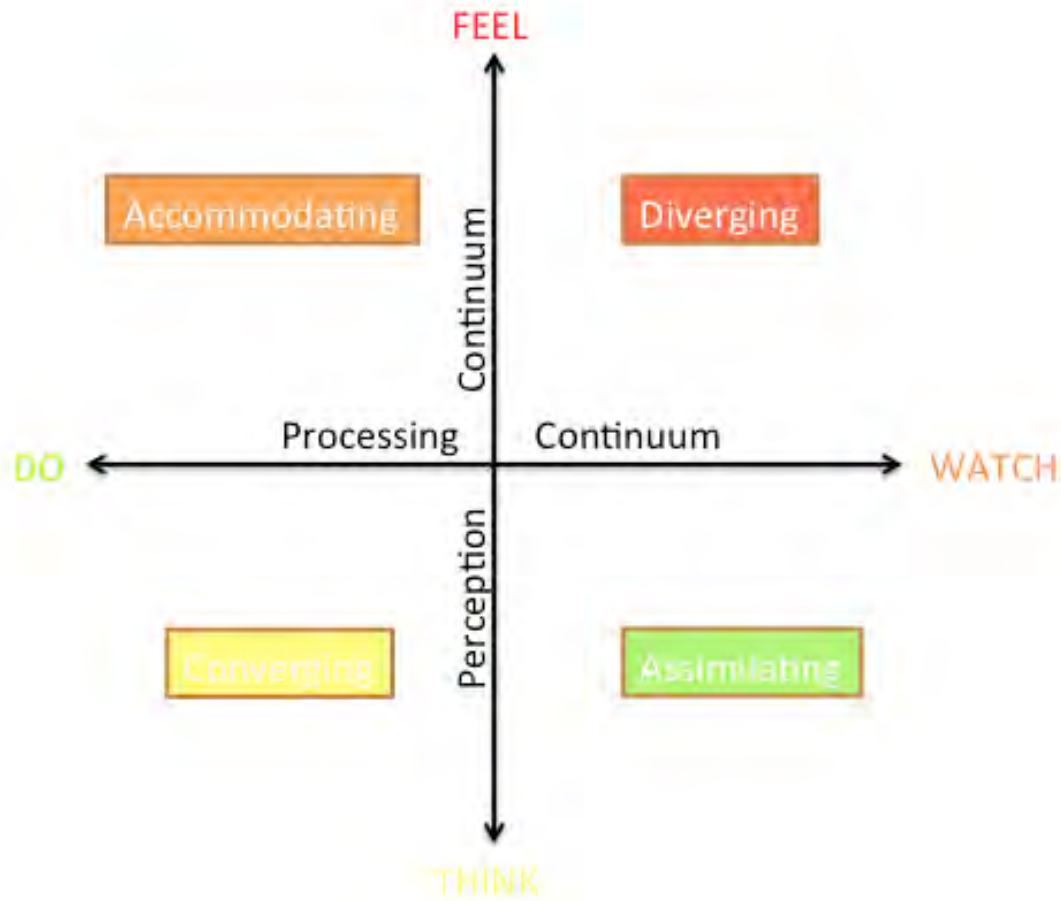 FEEL
Accommodating
Diverging
Continuum
Processing Continuum
DO
WATCH
Perception
Converging
Assimilating
THINK